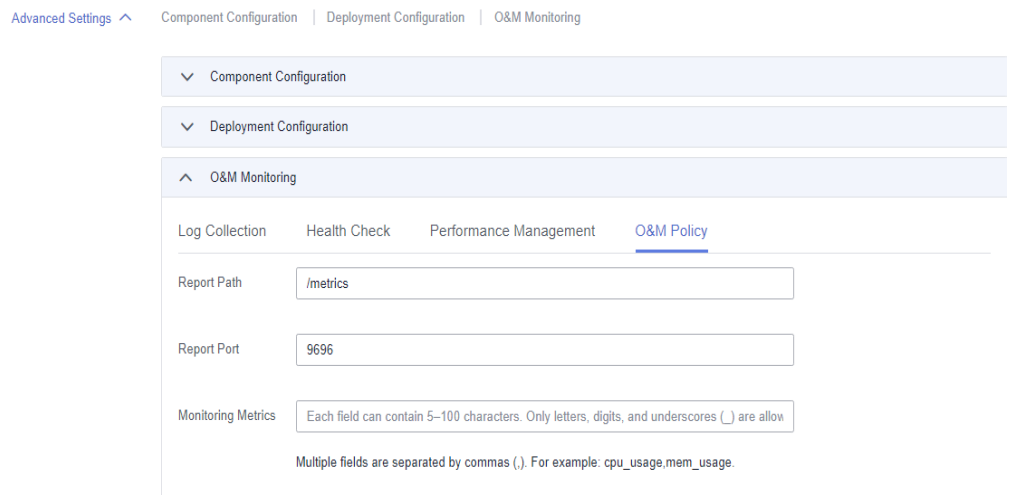 Advanced Settings
Component Configuration | Deployment Configuration | O&M Monitoring
Component Configuration
Deployment Configuration
O&M Monitoring
Log Collection Health Check Performance Management O&M Policy
Report Path /metrics
Report Port 9696
Monitoring Metrics Each field can contain 5–100 characters. Only letters, digits, and underscores (_) are allow
Multiple fields are separated by commas (,). For example: cpu_usage,mem_usage.